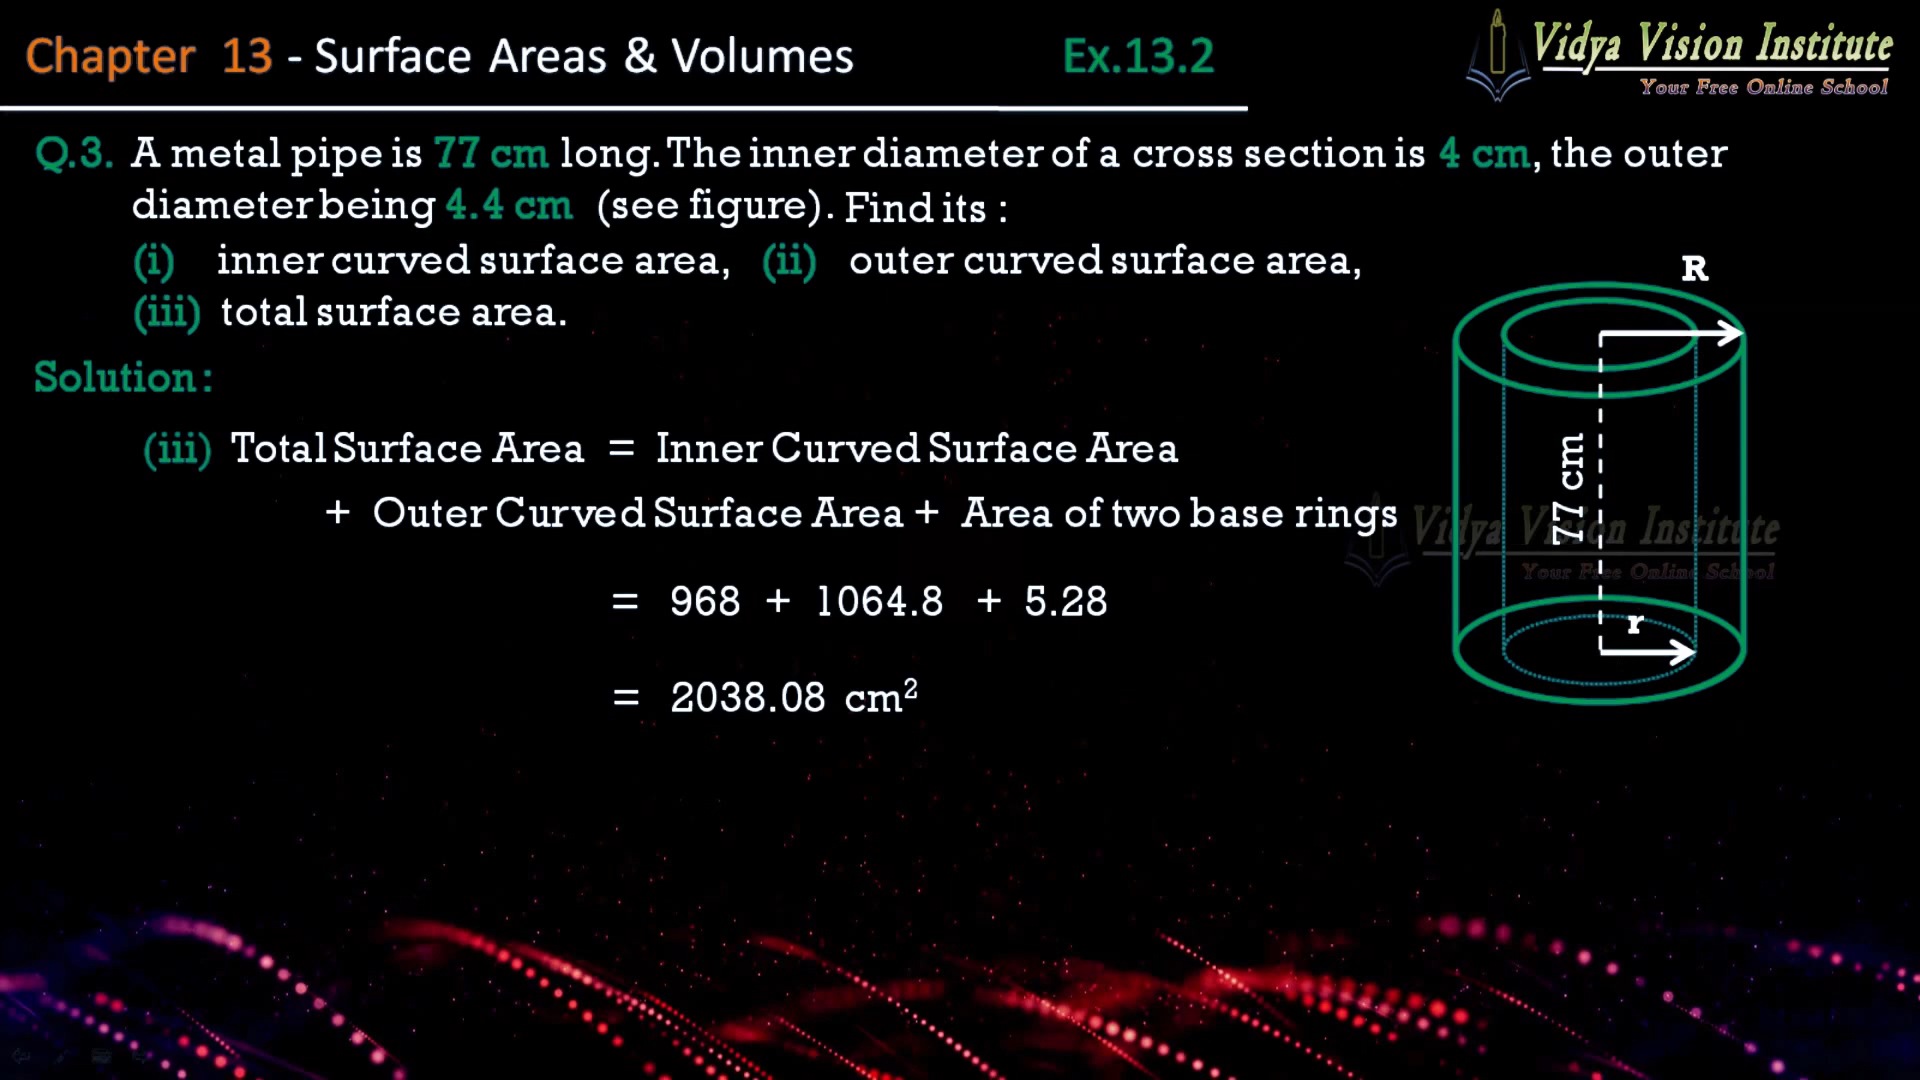 Chapter 13 - Surface Areas & Volumes
Ex.13.2
Vidya Vision Institute
Your Free Online School
Q.3. A metal pipe is 77 cm long. The inner diameter of a cross section is 4 cm, the outer
diameter being 4.4 cm (see figure). Find its :
(i) inner curved surface area, (ii) outer curved surface area,
(iii) total surface area.
R
Solution :
(iii) Total Surface Area = Inner Curved Surface Area
+ Outer Curved Surface Area + Area of two base rings
77 cm
Vidya Vision Institute
Your Free Online School
= 968 + 1064.8 + 5.28
r
= 2038.08 cm²